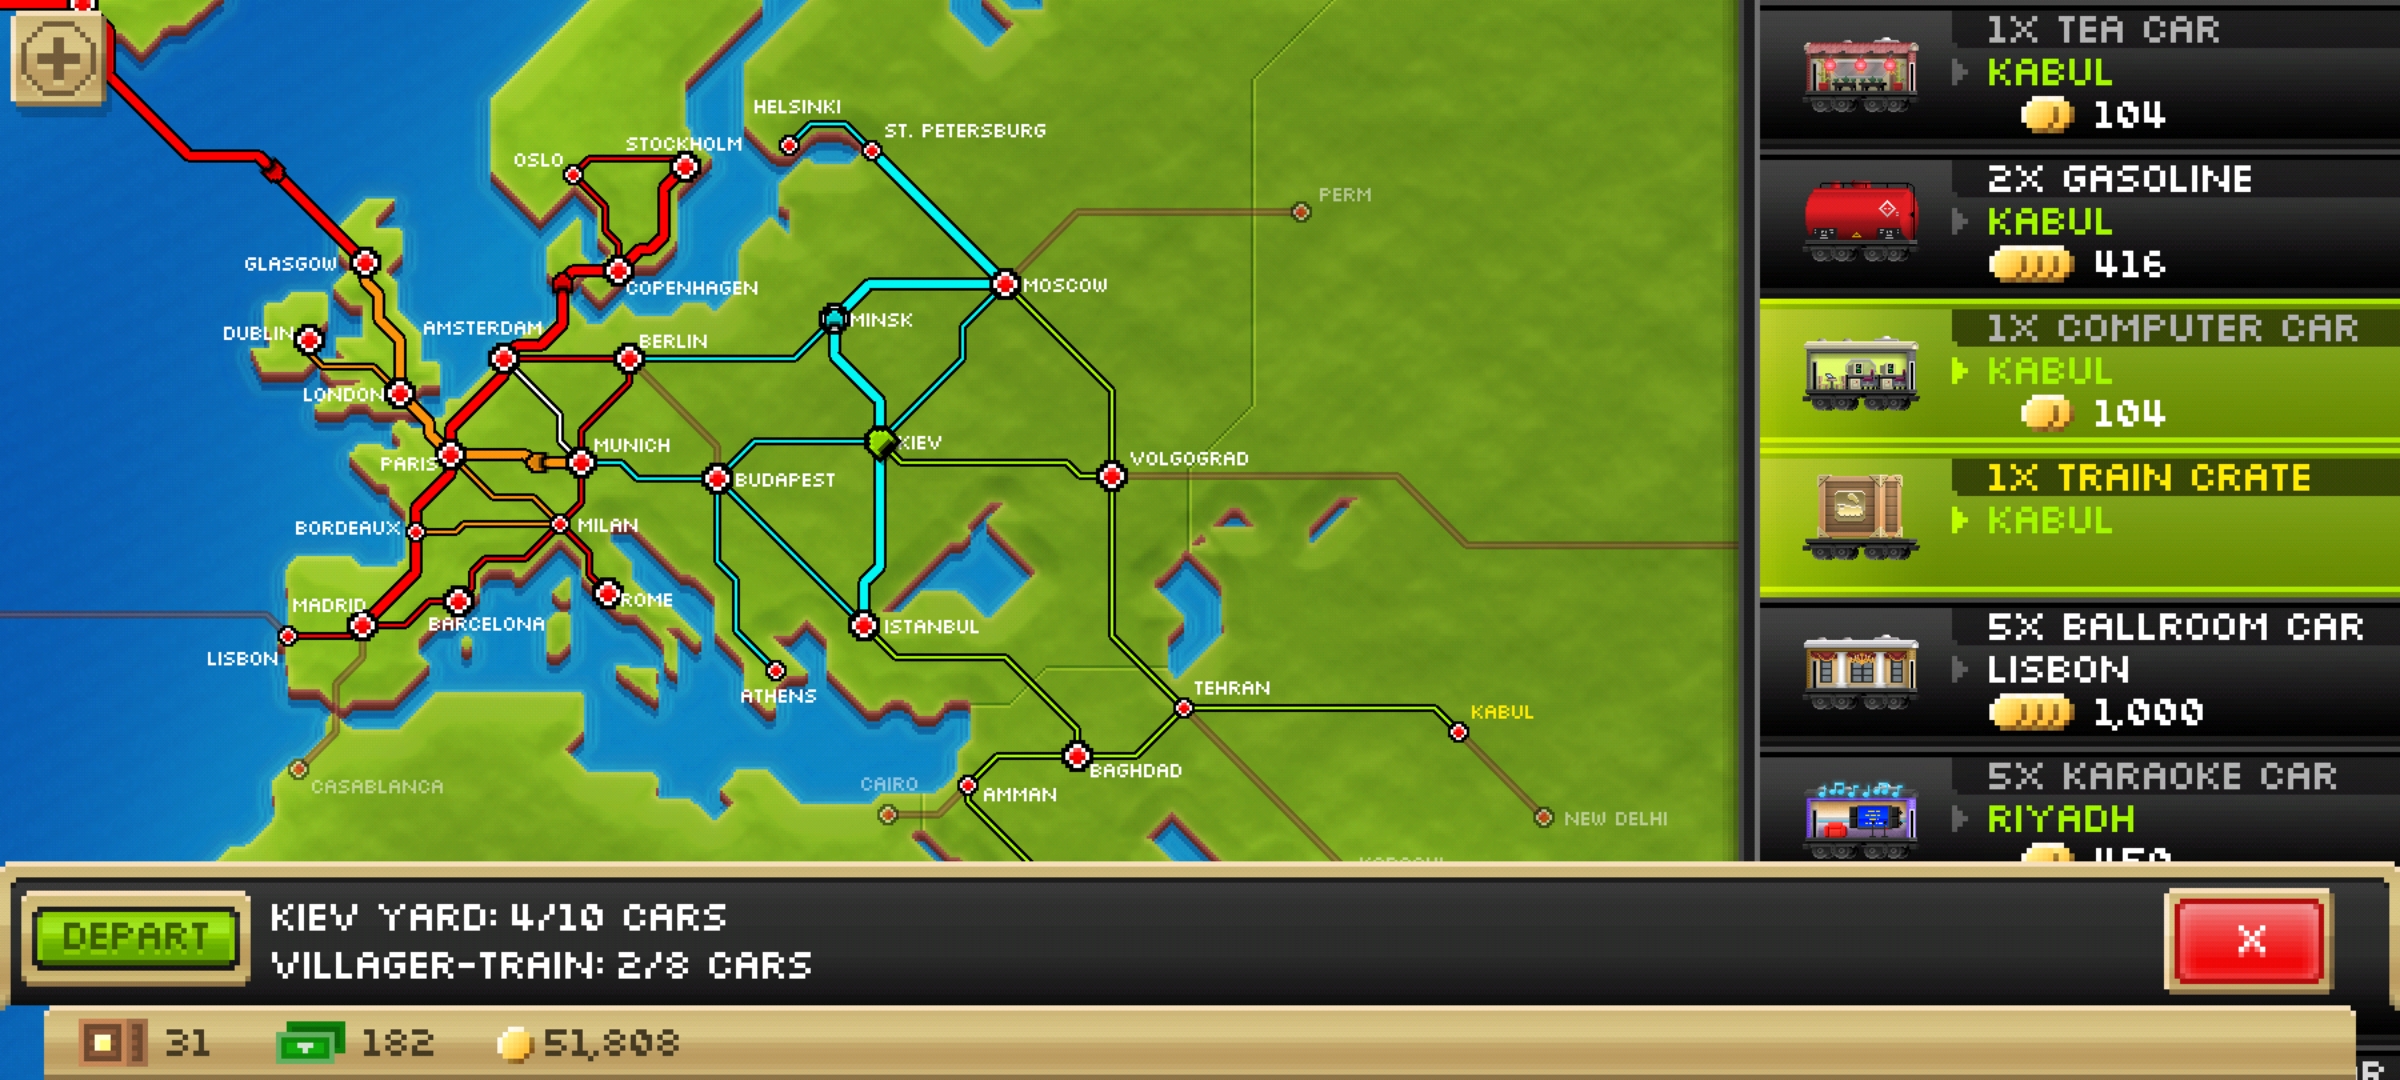 HELSINKI
ST. PETERSBURG
STOCKHOLM
OSLO
PERM
GLASGOW
COPENHAGEN
MOSCOW
DUBLIN
AMSTERDAM
BERLIN
MINSK
LONDON
PARIS
MUNICH
KIEV
VOLGOGRAD
BUDAPEST
BORDEAUX
MILAN
MADRID
BARCELONA
ROME
ISTANBUL
LISBON
ATHENS
TEHRAN
KABUL
CASABLANCA
CAIRO
AMMAN
BAGHDAD
NEW DELHI
1X TEA CAR
KABUL
104
2X GASOLINE
KABUL
416
1X COMPUTER CAR
KABUL
104
1X TRAIN CRATE
KABUL
5X BALLROOM CAR
LISBON
1,000
5X KARAOKE CAR
RIYADH
450
DEPART
KIEV YARD: 4/10 CARS
VILLAGER-TRAIN: 2/8 CARS
X
31
182
51,808